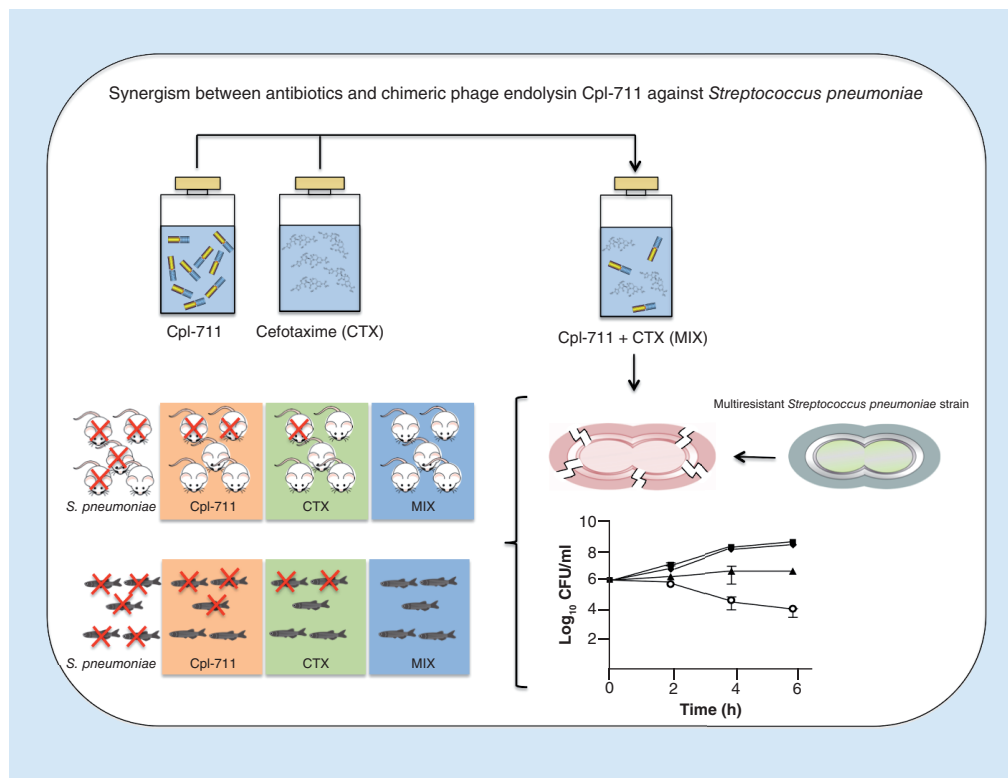 Synergism between antibiotics and chimeric phage endolysin Cpl-711 against Streptococcus pneumoniae
Cpl-711
Cefotaxime (CTX)
Cpl-711 + CTX (MIX)
Multiresistant Streptococcus pneumoniae strain
S. pneumoniae
Cpl-711
CTX
MIX
S. pneumoniae
Cpl-711
CTX
MIX
Log₁₀ CFU/ml
10
8
6
4
2
0 2 4 6
Time (h)